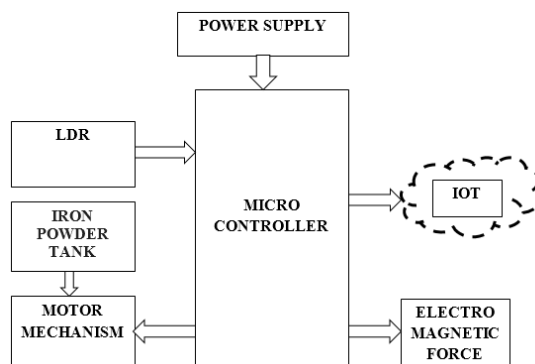 POWER SUPPLY
LDR
IRON
POWDER
TANK
MOTOR
MECHANISM
MICRO
CONTROLLER
IOT
ELECTRO
MAGNETIC
FORCE